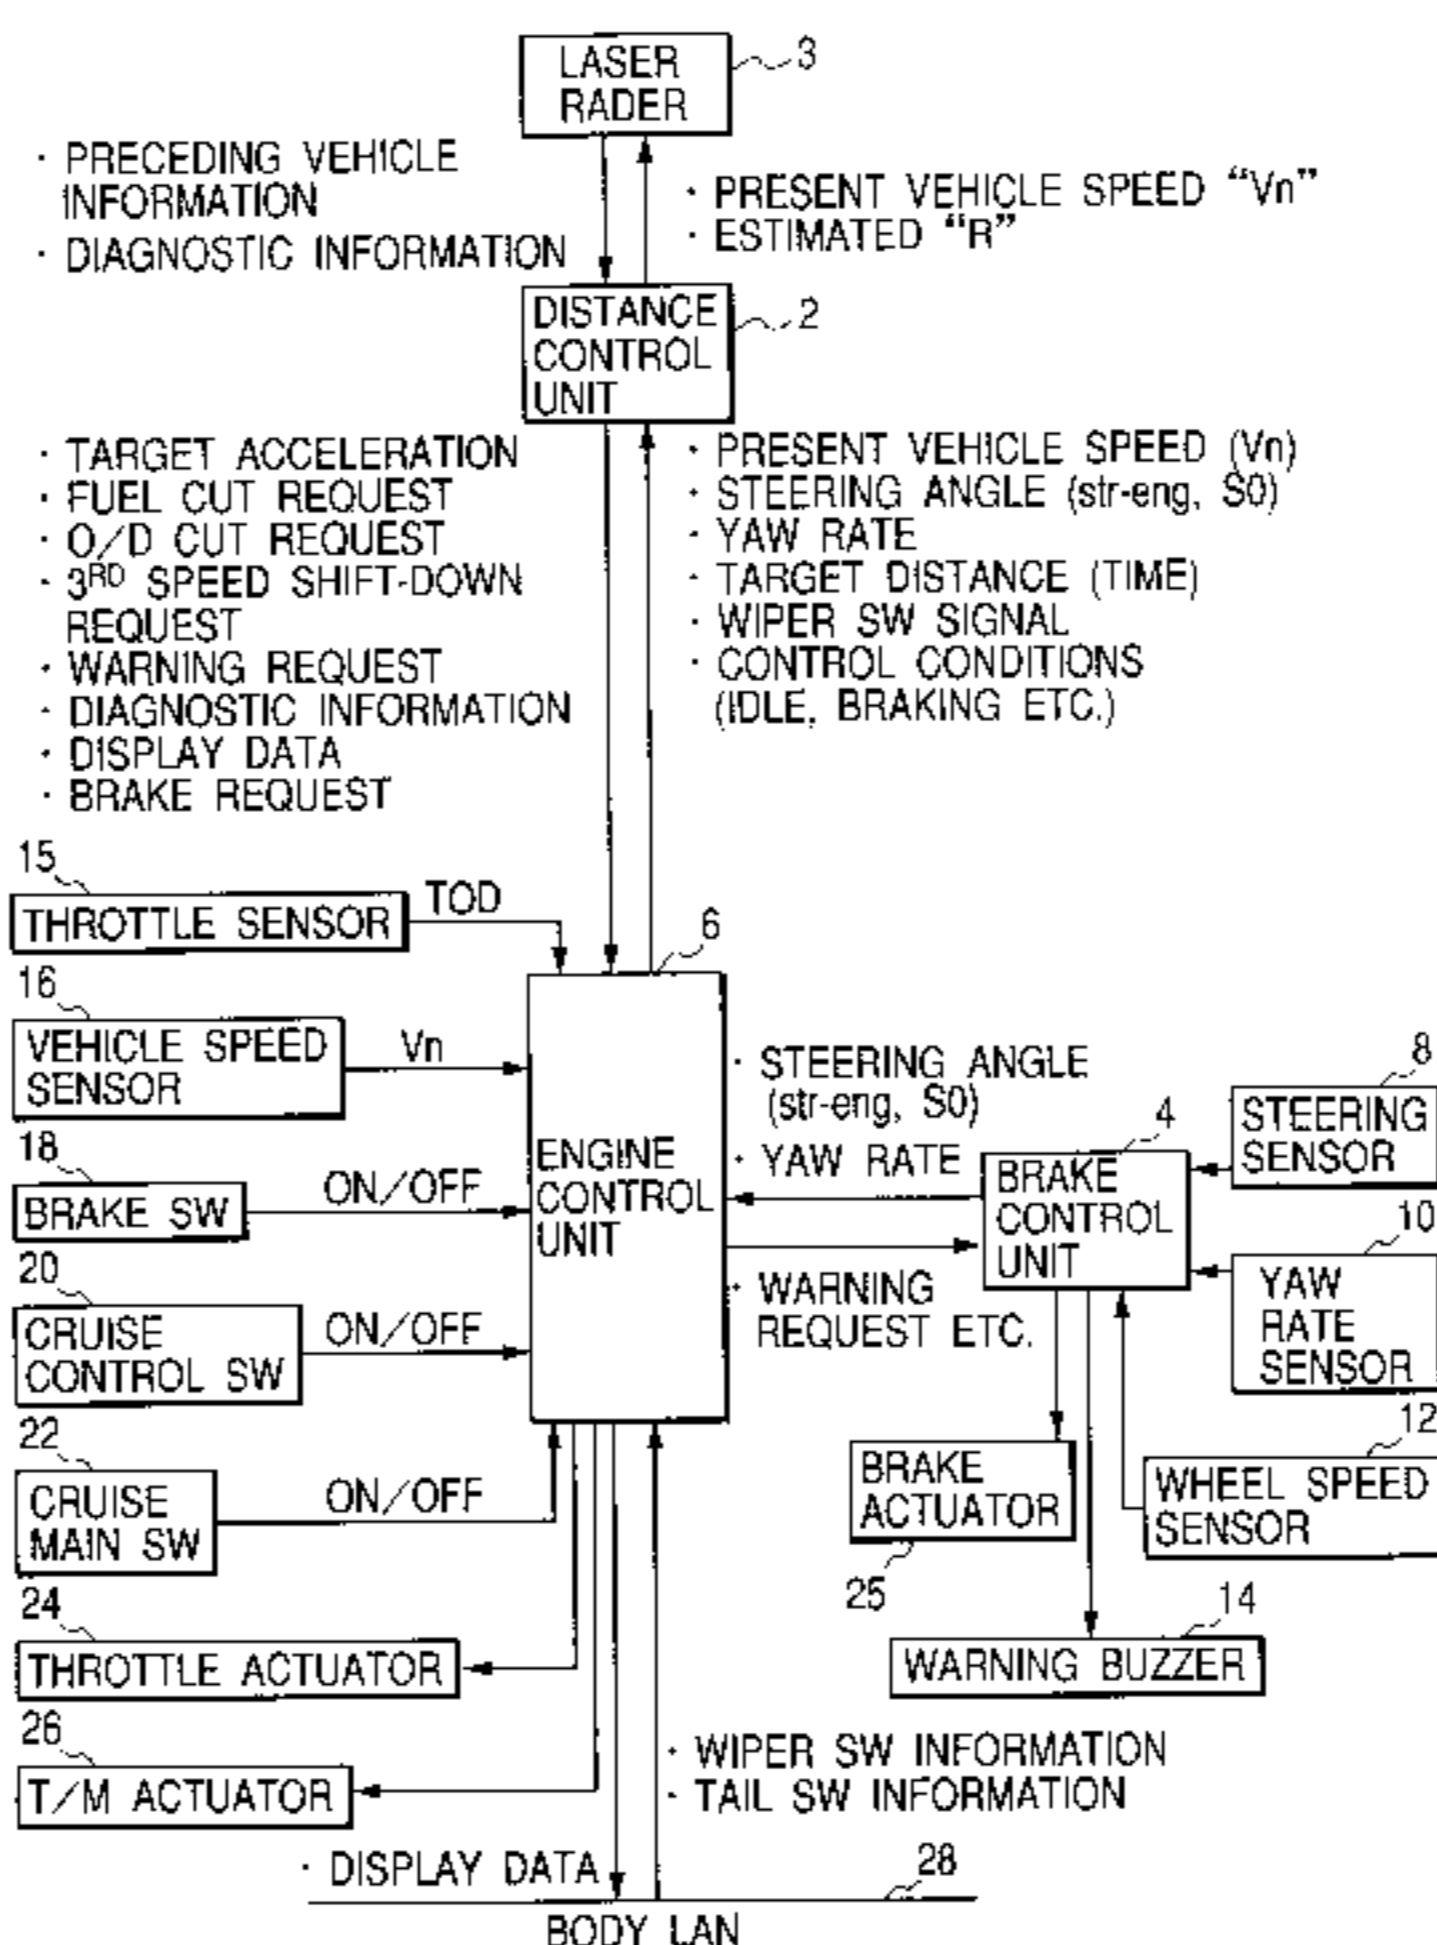 LASER
RADER
3
· PRECEDING VEHICLE
INFORMATION
· DIAGNOSTIC INFORMATION
· PRESENT VEHICLE SPEED “Vn”
· ESTIMATED “R”
DISTANCE
CONTROL
UNIT
2
· TARGET ACCELERATION
· FUEL CUT REQUEST
· O/D CUT REQUEST
· 3RD SPEED SHIFT-DOWN
REQUEST
· WARNING REQUEST
· DIAGNOSTIC INFORMATION
· DISPLAY DATA
· BRAKE REQUEST
· PRESENT VEHICLE SPEED (Vn)
· STEERING ANGLE (str-eng, S0)
· YAW RATE
· TARGET DISTANCE (TIME)
· WIPER SW SIGNAL
· CONTROL CONDITIONS
(IDLE, BRAKING ETC.)
15
THROTTLE SENSOR
TOD
6
16
VEHICLE SPEED
SENSOR
Vn
18
BRAKE SW
ON/OFF
20
CRUISE
CONTROL SW
ON/OFF
22
CRUISE
MAIN SW
ON/OFF
24
THROTTLE ACTUATOR
26
T/M ACTUATOR
ENGINE
CONTROL
UNIT
· STEERING ANGLE
(str-eng, S0)
· YAW RATE
· WARNING
REQUEST ETC.
4
BRAKE
CONTROL
UNIT
8
STEERING
SENSOR
10
YAW
RATE
SENSOR
12
WHEEL SPEED
SENSOR
BRAKE
ACTUATOR
25
14
WARNING BUZZER
· WIPER SW INFORMATION
· TAIL SW INFORMATION
· DISPLAY DATA
28
BODY LAN